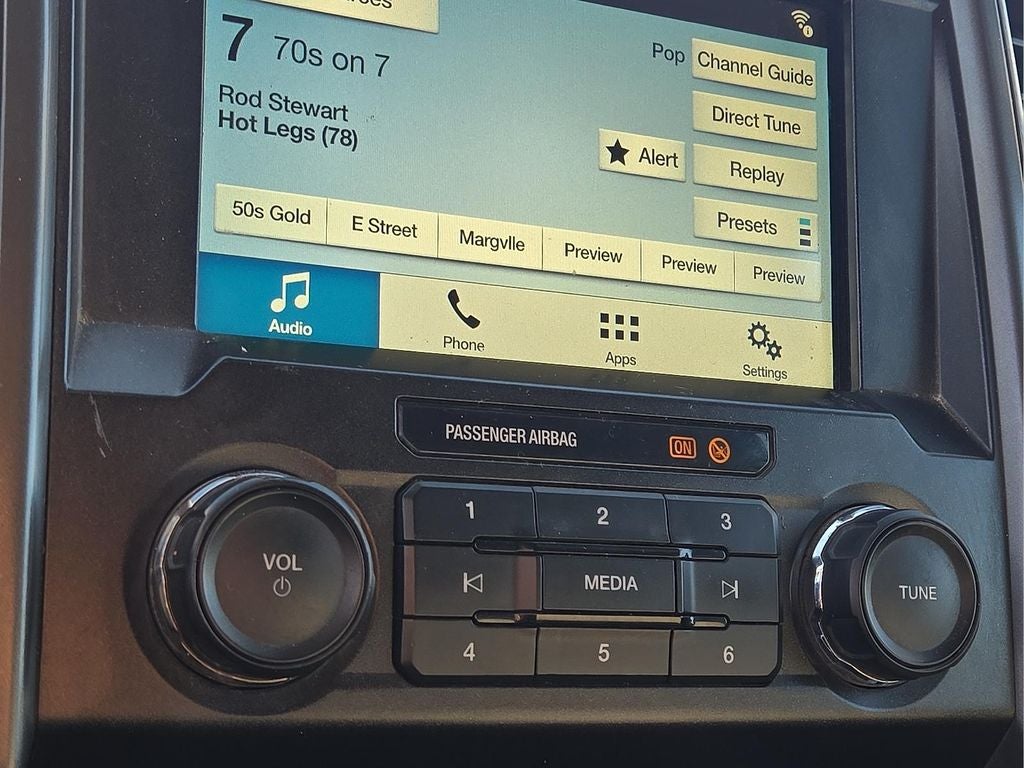 7 70s on 7
Pop
Channel Guide
Rod Stewart
Hot Legs (78)
Direct Tune
Alert
Replay
Presets
50s Gold
E Street
Margvlle
Preview
Preview
Preview
Audio
Phone
Apps
Settings
PASSENGER AIRBAG
ON
1
2
3
VOL
MEDIA
TUNE
4
5
6